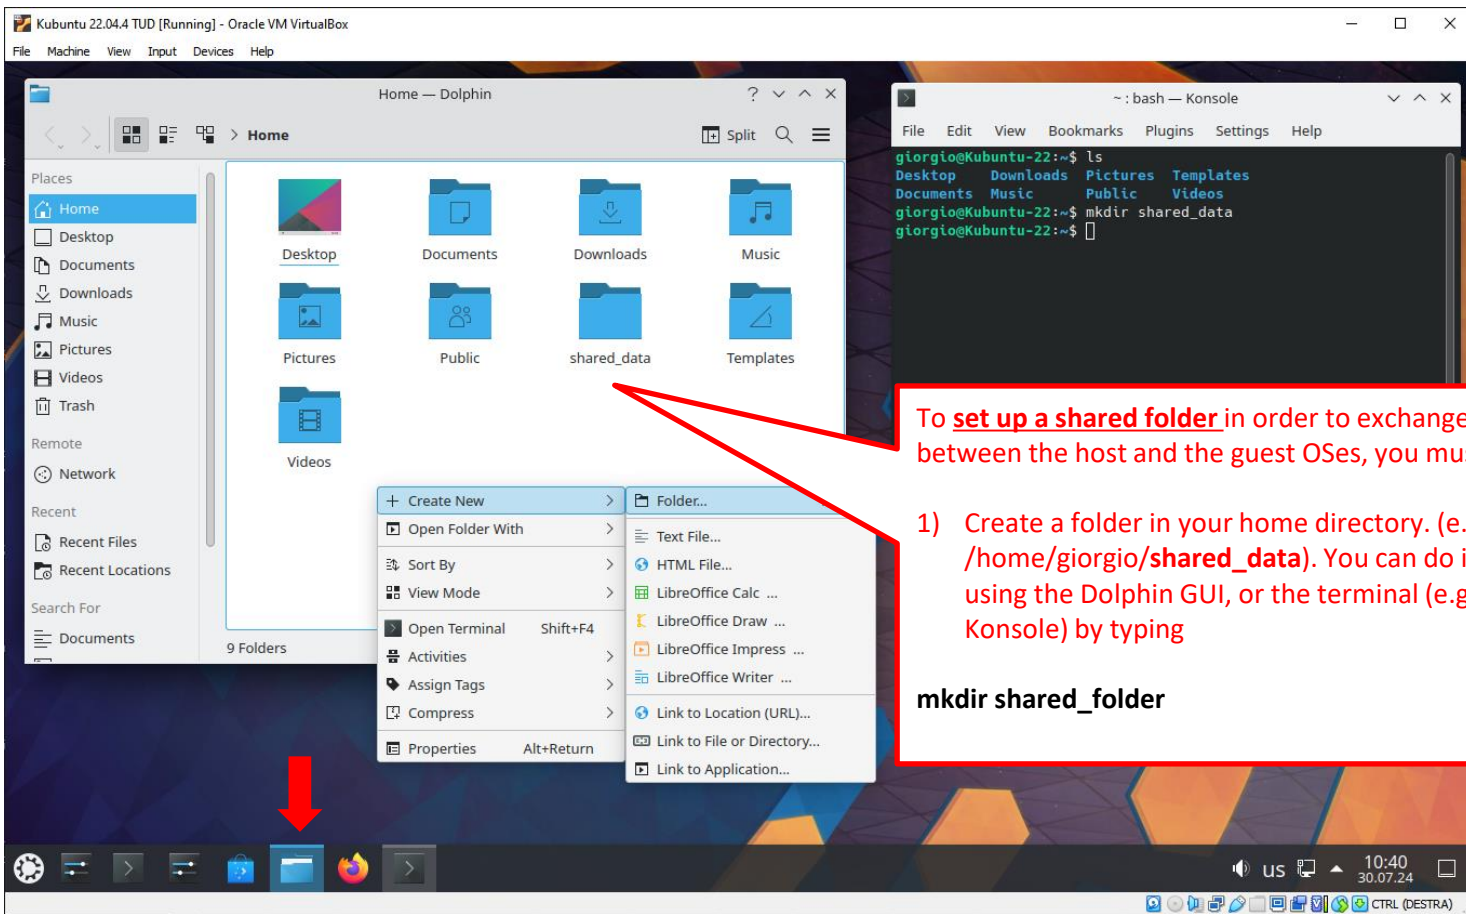 Kubuntu 22.04.4 TUD [Running] - Oracle VM VirtualBox
File Machine View Input Devices Help
Home — Dolphin
Home
Split
Places
Home
Desktop
Documents
Downloads
Music
Pictures
Videos
Trash
Remote
Network
Recent
Recent Files
Recent Locations
Search For
Documents
Desktop Documents Downloads Music
Pictures Public shared_data Templates
Videos
9 Folders
Create New
Open Folder With
Sort By
View Mode
Open Terminal Shift+F4
Activities
Assign Tags
Compress
Properties Alt+Return
Folder...
Text File...
HTML File...
LibreOffice Calc ...
LibreOffice Draw ...
LibreOffice Impress ...
LibreOffice Writer ...
Link to Location (URL)...
Link to File or Directory...
Link to Application...
~ : bash — Konsole
File Edit View Bookmarks Plugins Settings Help
giorgio@Kubuntu-22:~$ ls
Desktop Downloads Pictures Templates
Documents Music Public Videos
giorgio@Kubuntu-22:~$ mkdir shared_data
giorgio@Kubuntu-22:~$
To set up a shared folder in order to exchange
between the host and the guest OSes, you mus
1) Create a folder in your home directory. (e.
/home/giorgio/shared_data). You can do i
using the Dolphin GUI, or the terminal (e.g
Konsole) by typing
mkdir shared_folder
us
10:40
30.07.24
CTRL (DESTRA)